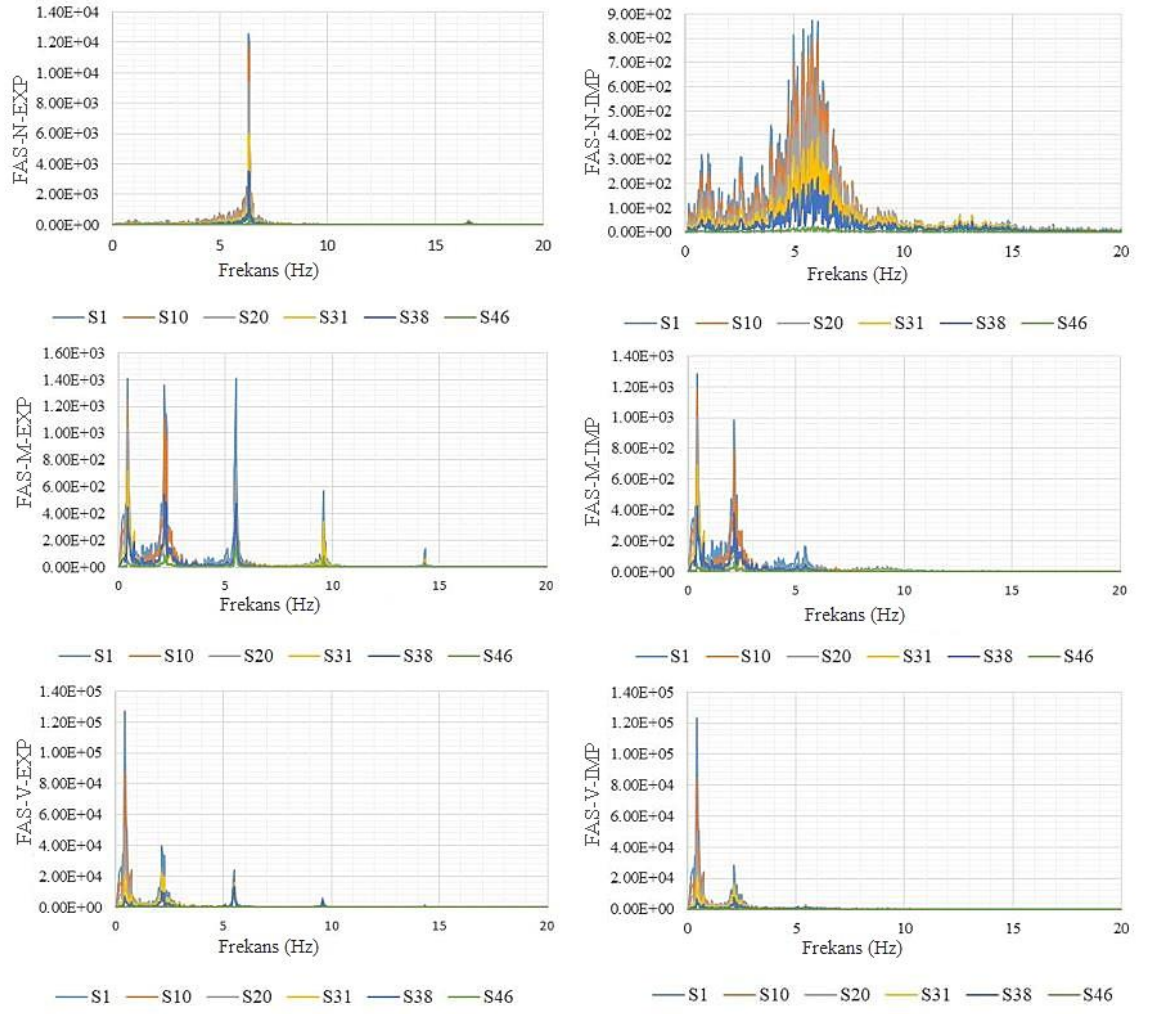 FAS-N-EXP
1.40E+04
1.20E+04
1.00E+04
8.00E+03
6.00E+03
4.00E+03
2.00E+03
0.00E+00
0 5 10 15 20
Frekans (Hz)
S1 S10 S20 S31 S38 S46
FAS-N-IMP
9.00E+02
8.00E+02
7.00E+02
6.00E+02
5.00E+02
4.00E+02
3.00E+02
2.00E+02
1.00E+02
0.00E+00
0 5 10 15 20
Frekans (Hz)
S1 S10 S20 S31 S38 S46
FAS-M-EXP
1.60E+03
1.40E+03
1.20E+03
1.00E+03
8.00E+02
6.00E+02
4.00E+02
2.00E+02
0.00E+00
0 5 10 15 20
Frekans (Hz)
S1 S10 S20 S31 S38 S46
FAS-M-IMP
1.40E+03
1.20E+03
1.00E+03
8.00E+02
6.00E+02
4.00E+02
2.00E+02
0.00E+00
0 5 10 15 20
Frekans (Hz)
S1 S10 S20 S31 S38 S46
FAS-V-EXP
1.40E+05
1.20E+05
1.00E+05
8.00E+04
6.00E+04
4.00E+04
2.00E+04
0.00E+00
0 5 10 15 20
Frekans (Hz)
S1 S10 S20 S31 S38 S46
FAS-V-IMP
1.40E+05
1.20E+05
1.00E+05
8.00E+04
6.00E+04
4.00E+04
2.00E+04
0.00E+00
0 5 10 15 20
Frekans (Hz)
S1 S10 S20 S31 S38 S46